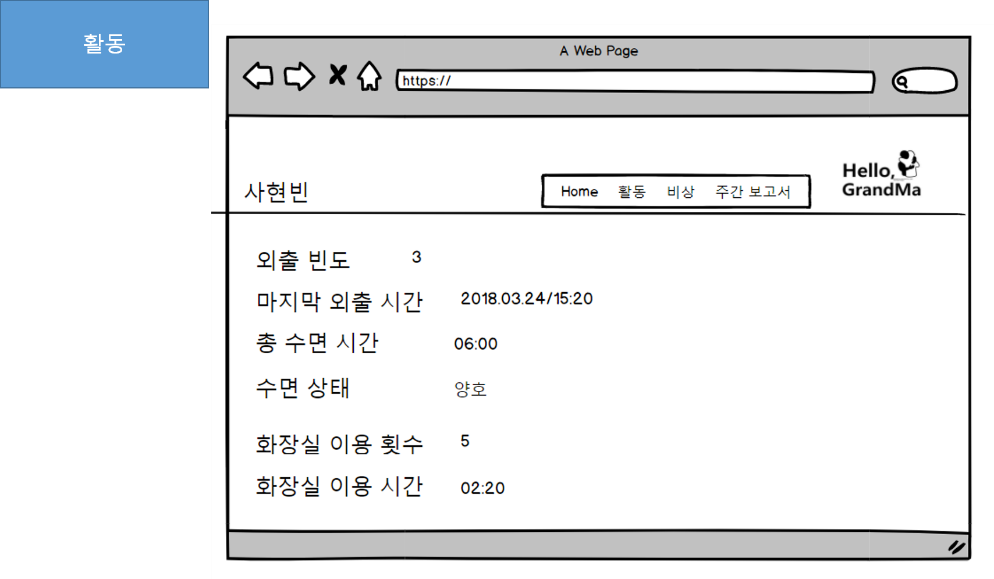 활동
A Web Page
https://
사현빈
Home 활동 비상 주간 보고서
Hello,
GrandMa
외출 빈도 3
마지막 외출 시간 2018.03.24/15:20
총 수면 시간 06:00
수면 상태 양호
화장실 이용 횟수 5
화장실 이용 시간 02:20